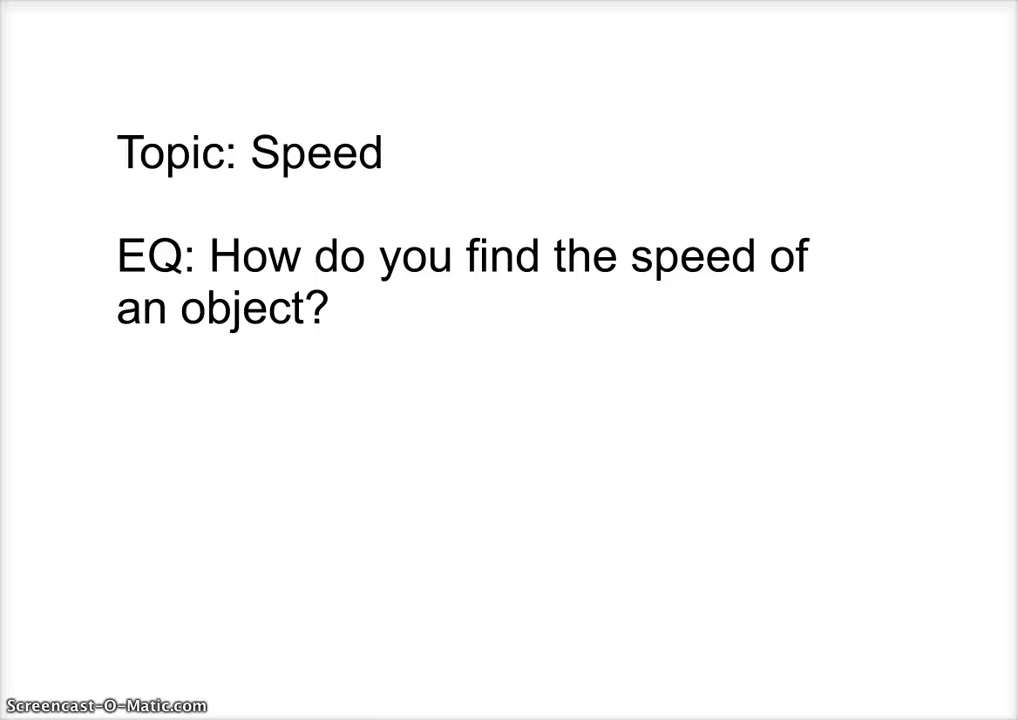 Topic: Speed
EQ: How do you find the speed of
an object?
Screencast-O-Matic.com